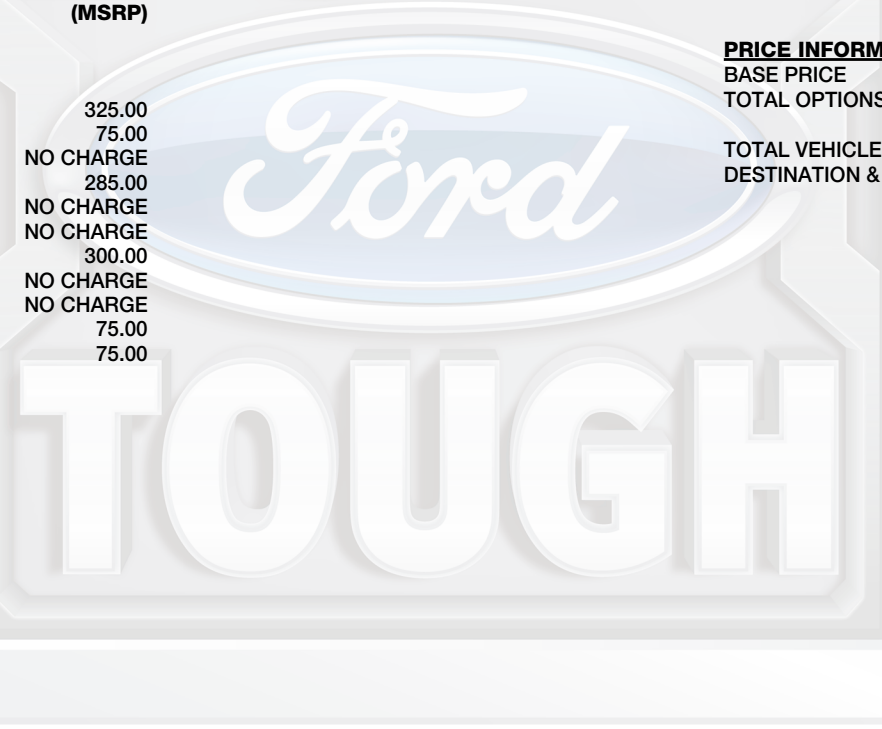 (MSRP)
325.00
75.00
NO CHARGE
285.00
NO CHARGE
NO CHARGE
300.00
NO CHARGE
NO CHARGE
75.00
75.00
PRICE INFORM
BASE PRICE
TOTAL OPTIONS
TOTAL VEHICLE
DESTINATION &
Ford
TOUGH